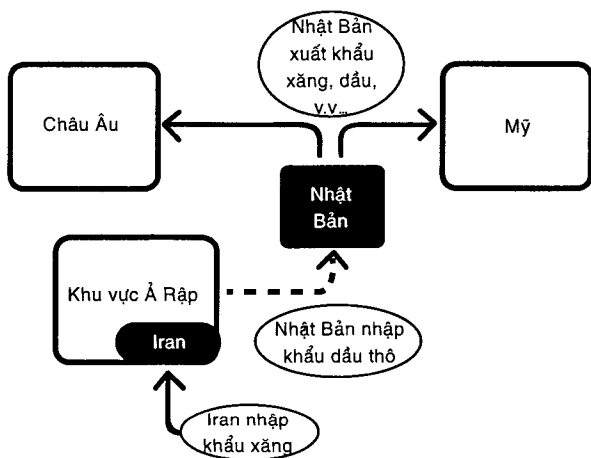 Nhật Bản
xuất khẩu
xăng, dầu,
v.v...
Châu Âu
Mỹ
Nhật
Bản
Khu vực Ả Rập
Iran
Nhật Bản nhập
khẩu dầu thô
Iran nhập
khẩu xăng